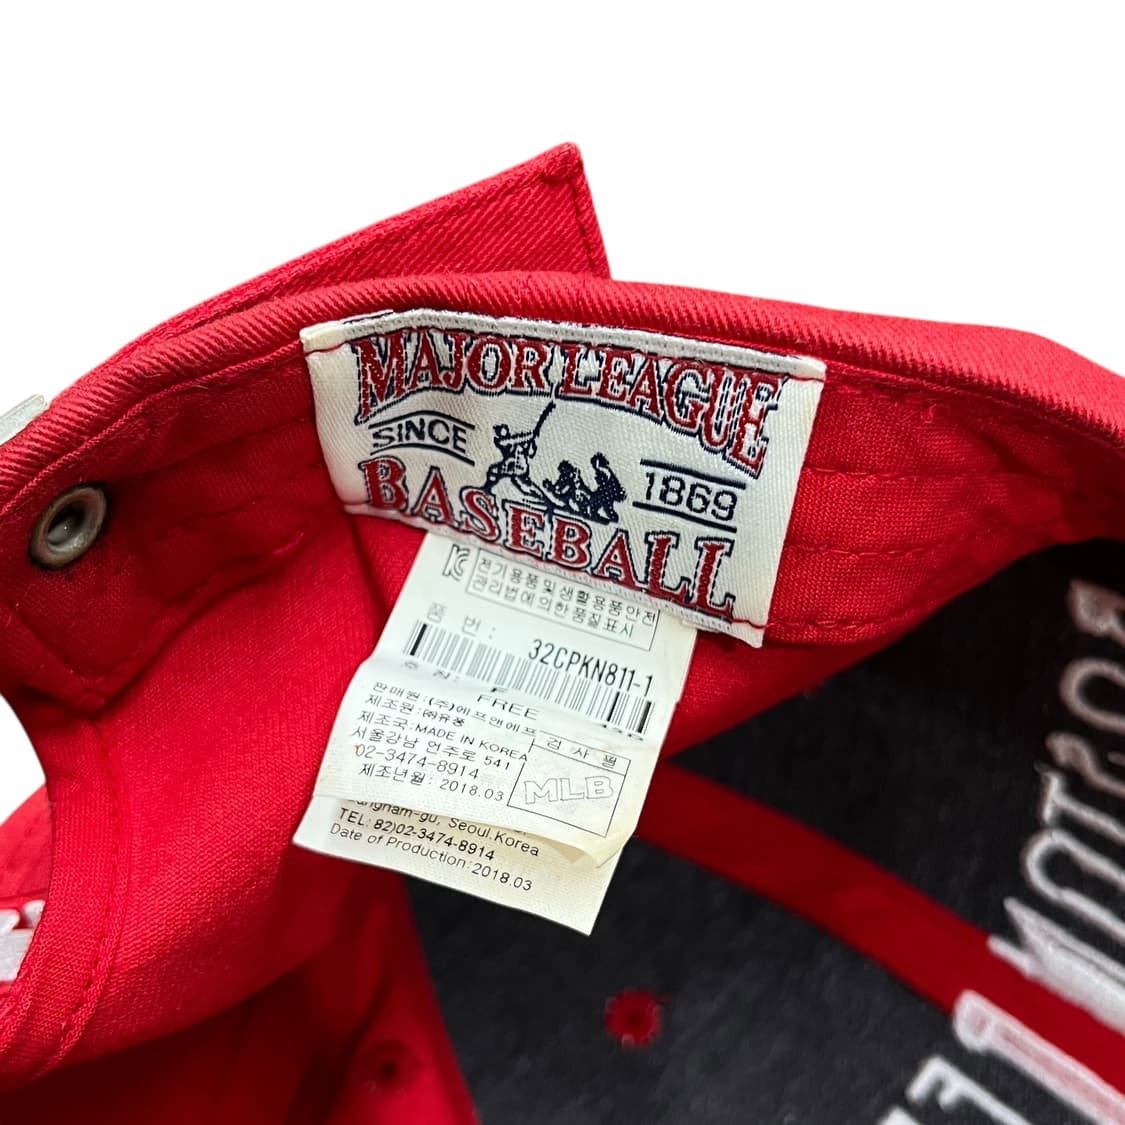 MAJOR LEAGUE
SINCE
1869
BASEBALL
전기용품및생활용품안전
관리법에의한품질표시
품 번 :
32CPKN811-1
호 칭: F
FREE
판매원:(주)에프앤에프
제조원:㈜유풍
제조국:MADE IN KOREA
서울강남 언주로 541
02-3474-8914
제조년월:2018.03
검 사 필
MLB
Seoul.Korea
TEL: 82)02-3474-8914
Date of Production:2018.03